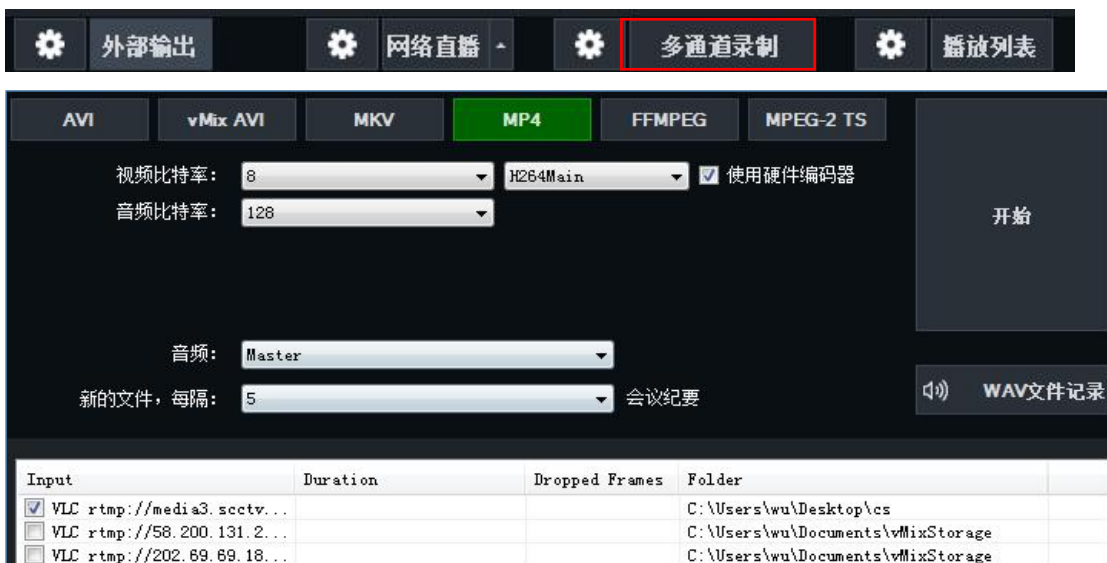 外部输出 网络直播 多通道录制 播放列表
AVI vMix AVI MKV MP4 FFMPEG MPEG-2 TS
视频比特率: 8 H264Main 使用硬件编码器
音频比特率: 128
开始
音频: Master
新的文件，每隔: 5 会议纪要
WAV文件记录
Input Duration Dropped Frames Folder
VLC rtmp://media3.scctv... C:\Users\wu\Desktop\cs
VLC rtmp://58.200.131.2... C:\Users\wu\Documents\vMixStorage
VLC rtmp://202.69.69.18... C:\Users\wu\Documents\vMixStorage